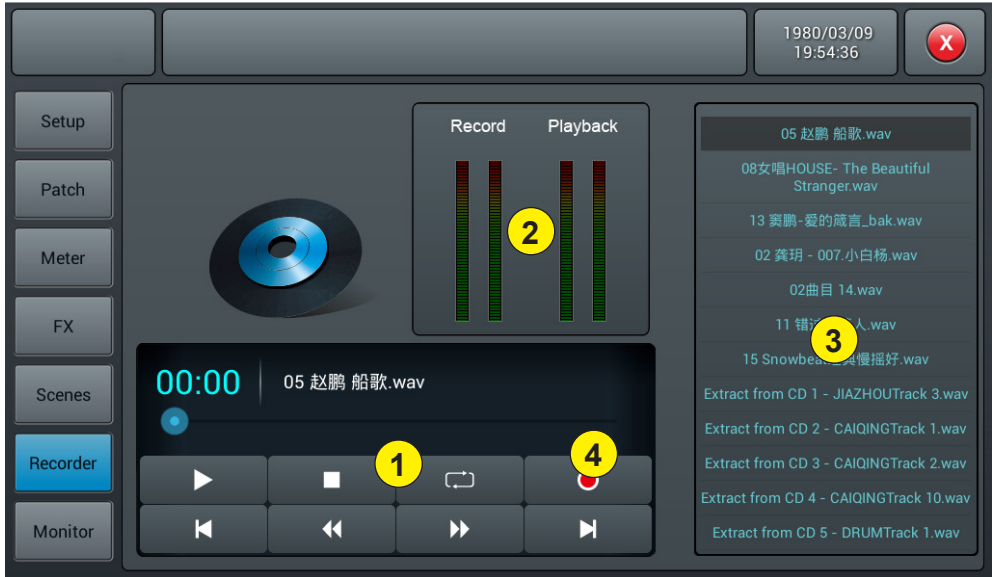 1980/03/09
19:54:36
X
Setup
Patch
Meter
FX
Scenes
Recorder
Monitor
Record Playback
2
00:00 05 赵鹏 船歌.wav
1
4
05 赵鹏 船歌.wav
08女唱HOUSE- The Beautiful
Stranger.wav
13 窦鹏-爱的箴言_bak.wav
02 龚玥 - 007.小白杨.wav
02曲目 14.wav
11 错 人.wav
3
15 慢摇好.wav
Extract from CD 1 - JIAZHOUTrack 3.wav
Extract from CD 2 - CAIQINGTrack 1.wav
Extract from CD 3 - CAIQINGTrack 2.wav
Extract from CD 4 - CAIQINGTrack 10.wav
Extract from CD 5 - DRUMTrack 1.wav